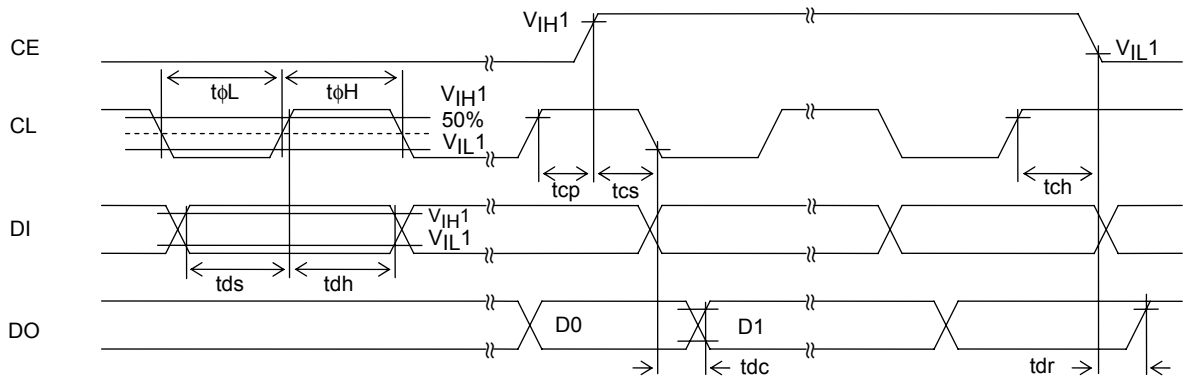 CE
VIH1
VIL1
tϕL
tϕH
CL
VIH1
50%
VIL1
tcp
tcs
tch
DI
VIH1
VIL1
tds
tdh
DO
D0
D1
tdc
tdr